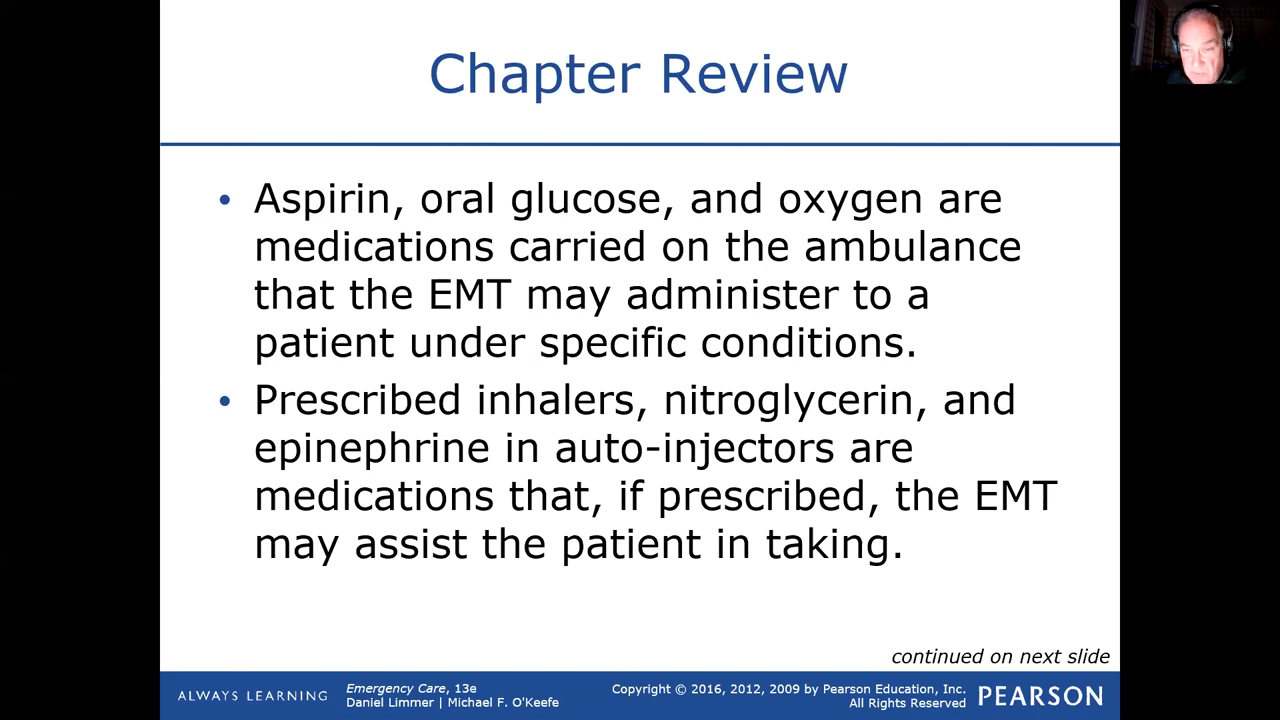 Chapter Review
• Aspirin, oral glucose, and oxygen are
medications carried on the ambulance
that the EMT may administer to a
patient under specific conditions.
• Prescribed inhalers, nitroglycerin, and
epinephrine in auto-injectors are
medications that, if prescribed, the EMT
may assist the patient in taking.
continued on next slide
ALWAYS LEARNING
Emergency Care, 13e
Daniel Limmer | Michael F. O'Keefe
Copyright © 2016, 2012, 2009 by Pearson Education, Inc.
All Rights Reserved
PEARSON